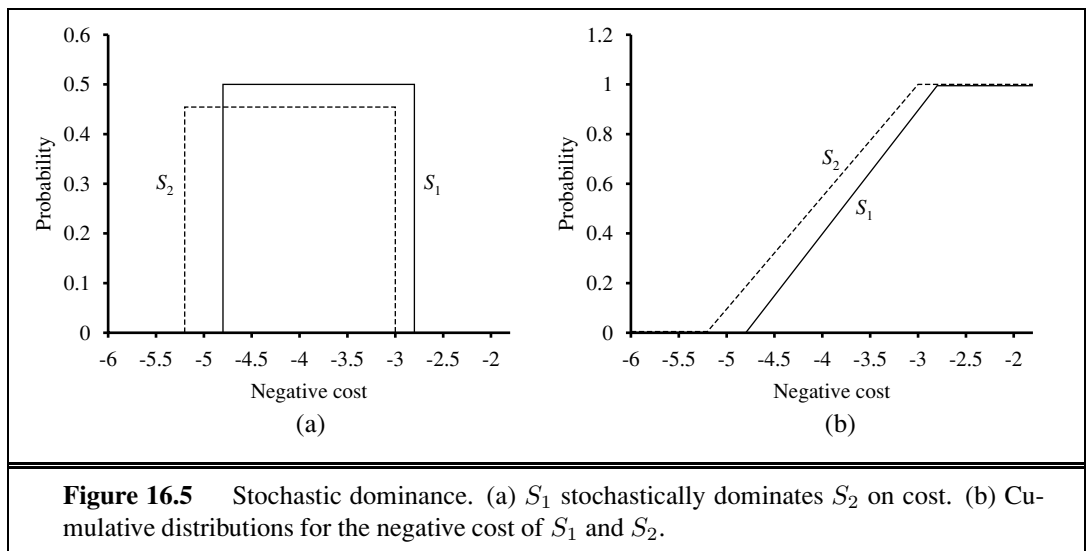 0.6
0.5
0.4
0.3
0.2
0.1
0
Probability
S2
S1
-6 -5.5 -5 -4.5 -4 -3.5 -3 -2.5 -2
Negative cost
(a)
1.2
1
0.8
0.6
0.4
0.2
0
Probability
S2
S1
-6 -5.5 -5 -4.5 -4 -3.5 -3 -2.5 -2
Negative cost
(b)
Figure 16.5 Stochastic dominance. (a) S1 stochastically dominates S2 on cost. (b) Cu-
mulative distributions for the negative cost of S1 and S2.